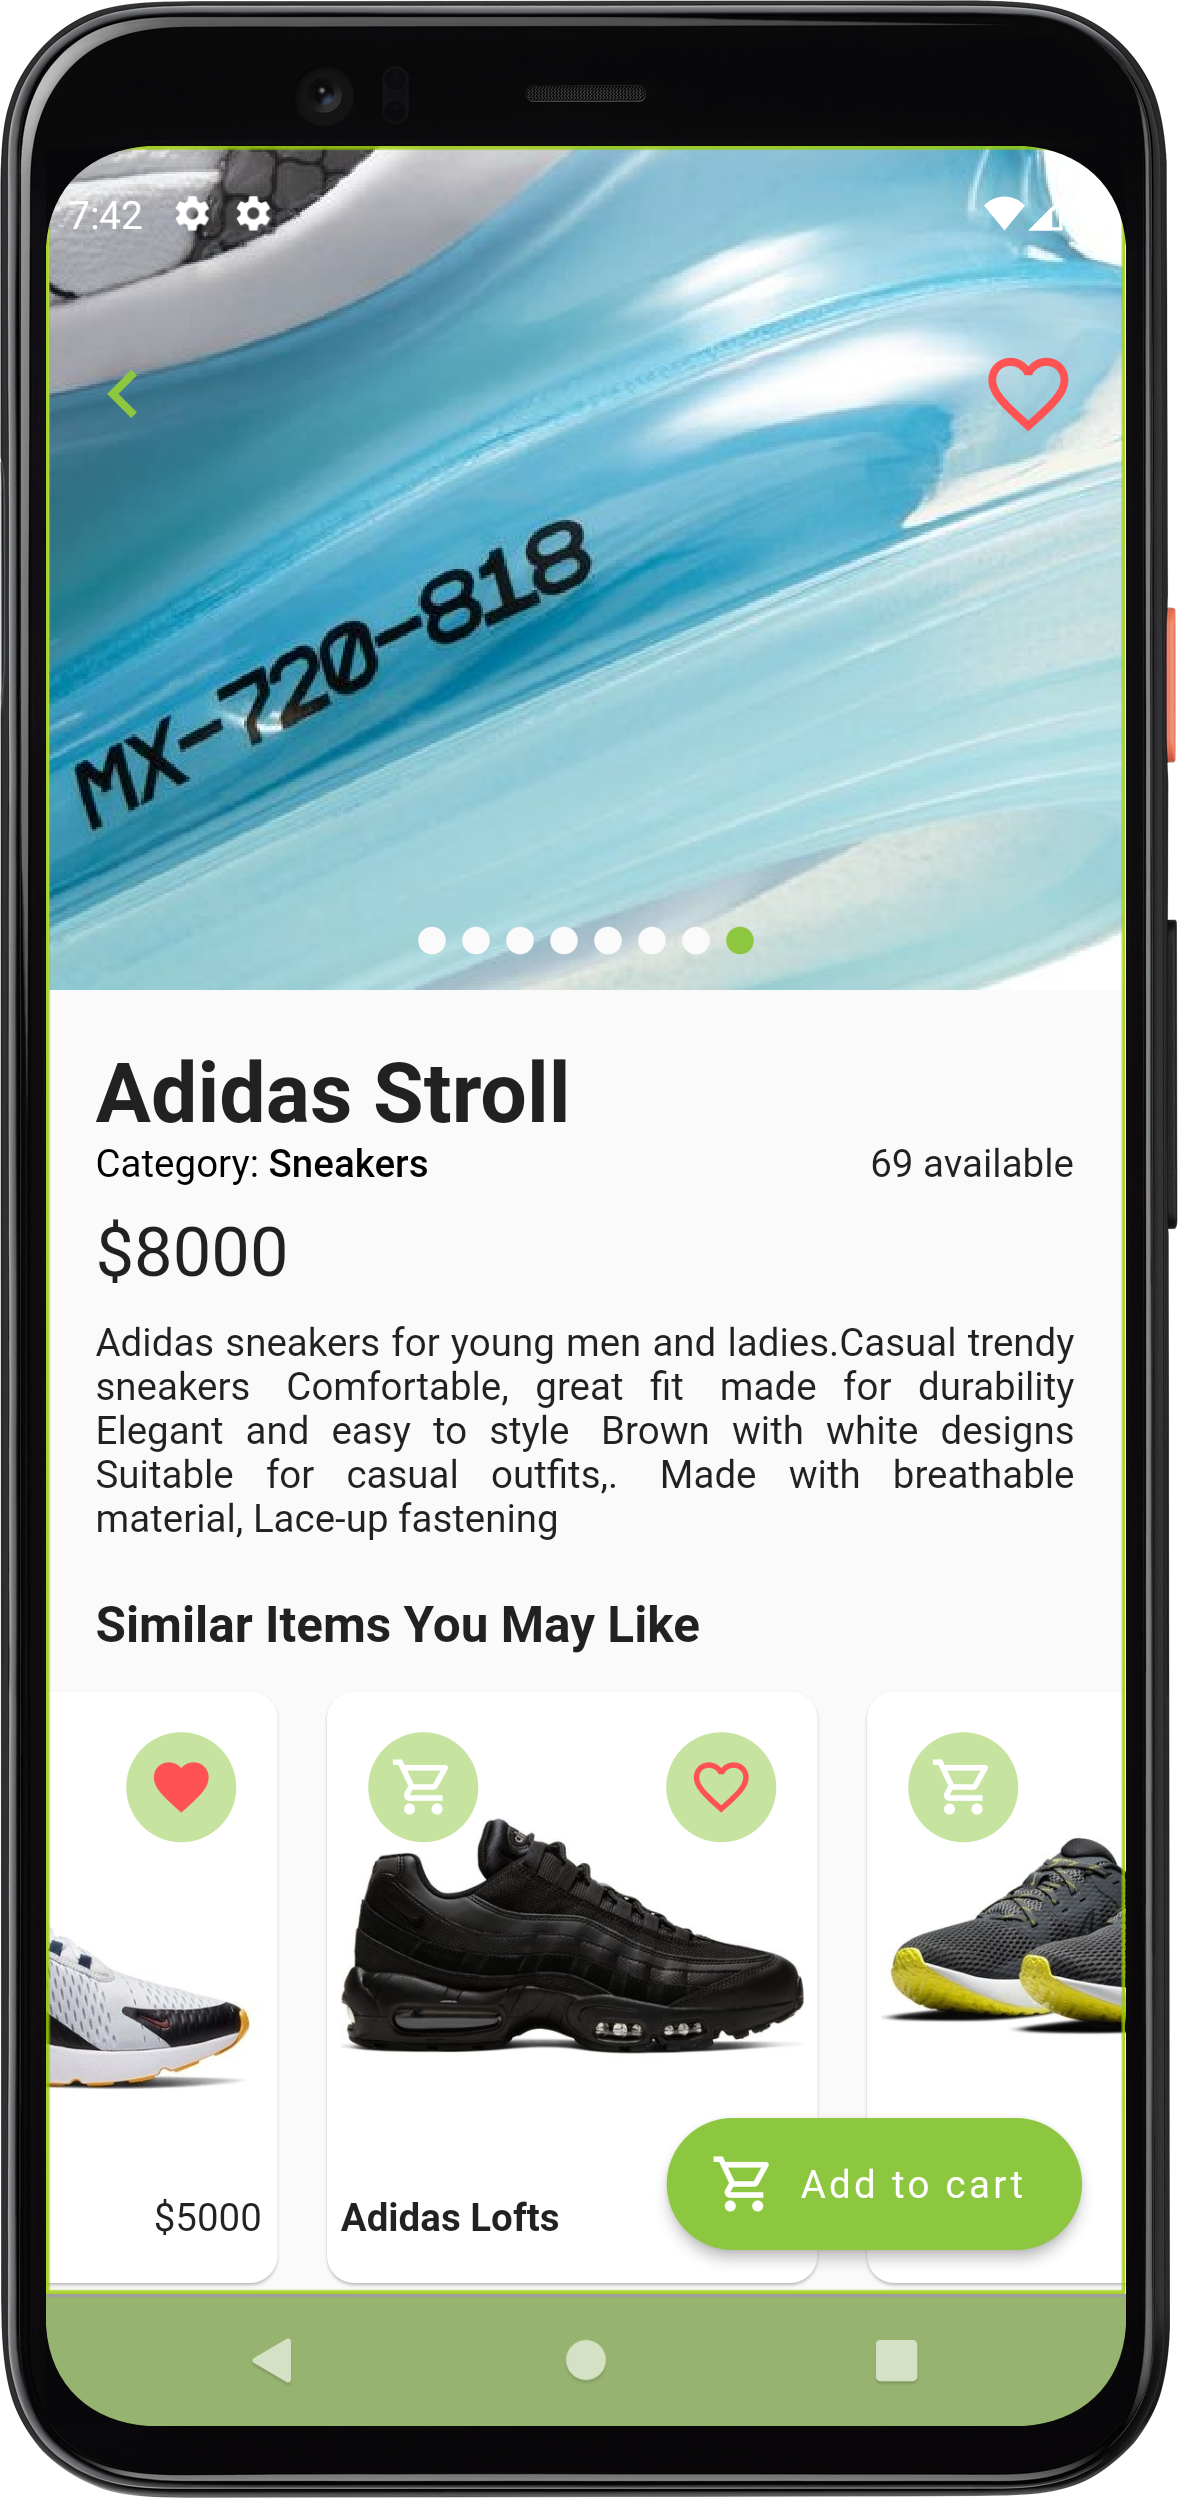 7:42
MX-720-818
Adidas Stroll
Category: Sneakers
69 available
$8000
Adidas sneakers for young men and ladies.Casual trendy
sneakers Comfortable, great fit made for durability
Elegant and easy to style Brown with white designs
Suitable for casual outfits,. Made with breathable
material, Lace-up fastening
Similar Items You May Like
$5000
Adidas Lofts
Add to cart